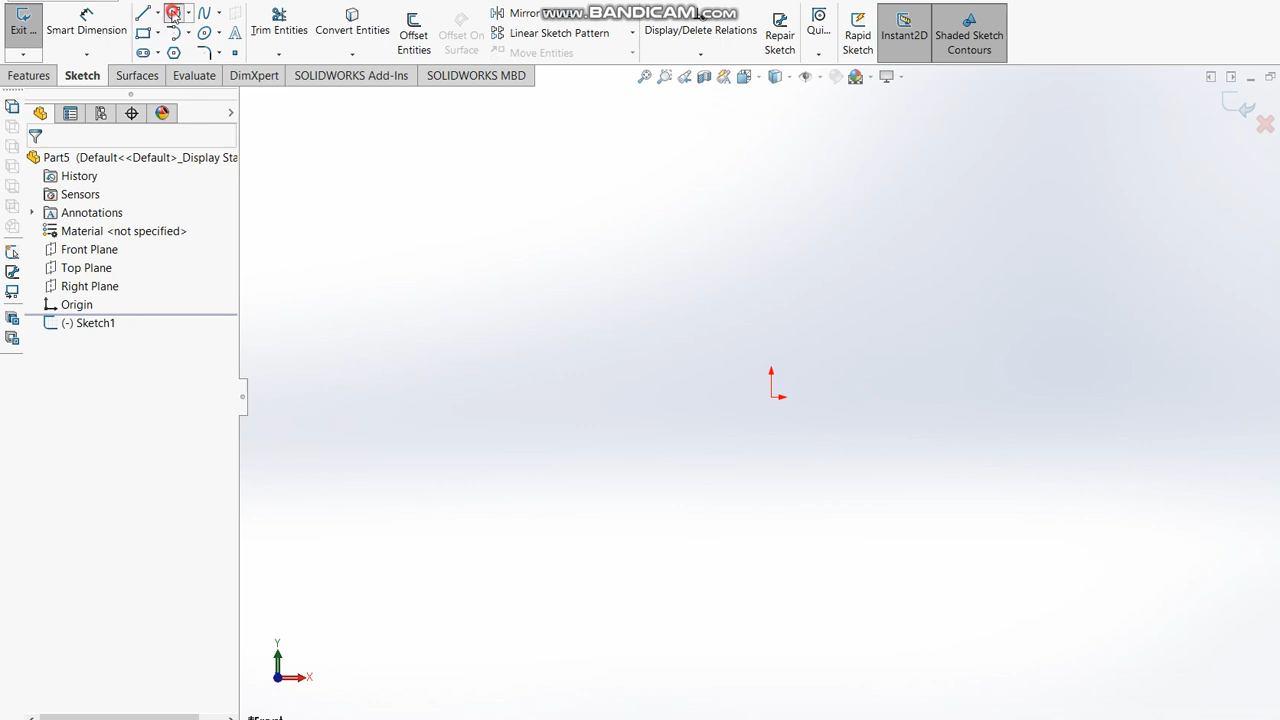 Exit ...
Smart Dimension
Trim Entities
Convert Entities
Offset Entities
Offset On Surface
Mirror
Linear Sketch Pattern
Move Entities
www.BANDICAM.com
Display/Delete Relations
Repair Sketch
Qui...
Rapid Sketch
Instant2D
Shaded Sketch Contours
Features
Sketch
Surfaces
Evaluate
DimXpert
SOLIDWORKS Add-Ins
SOLIDWORKS MBD
Part5 (Default<<Default>_Display Sta
History
Sensors
Annotations
Material <not specified>
Front Plane
Top Plane
Right Plane
Origin
(-) Sketch1
Y
X
*Front